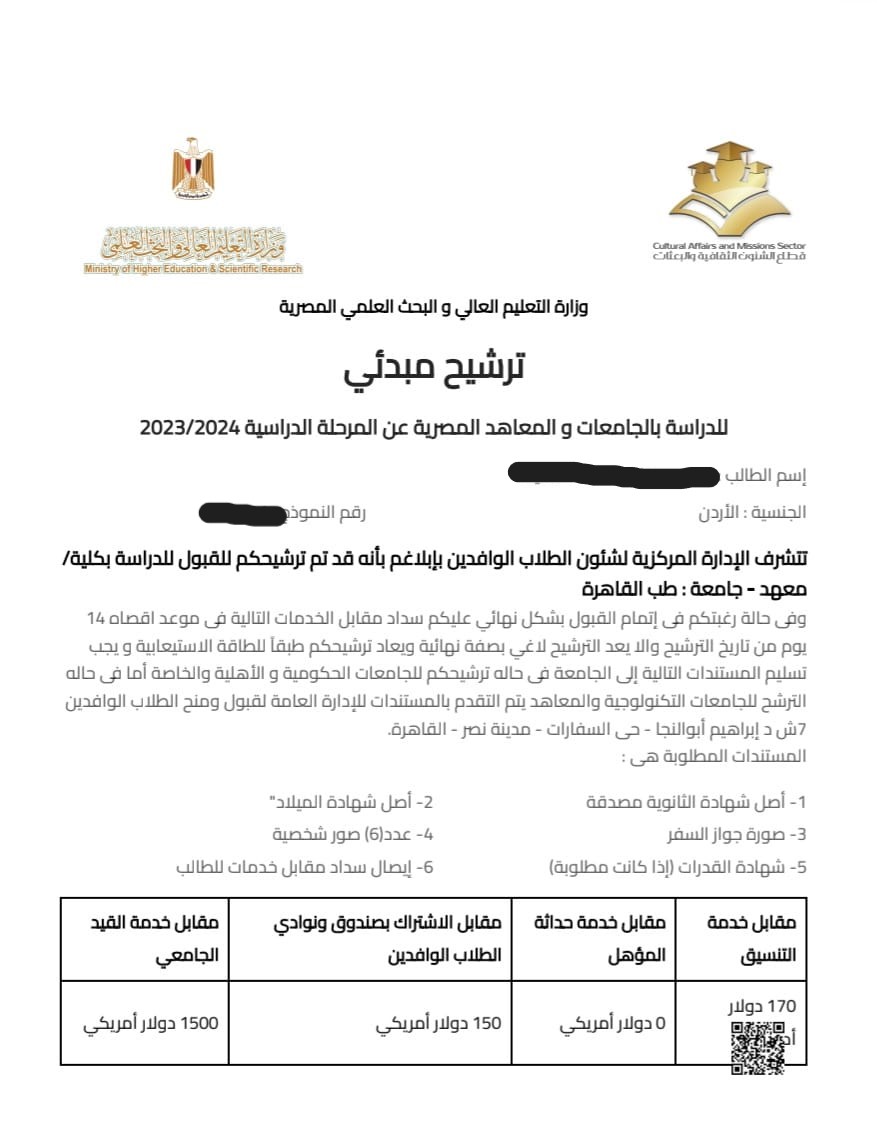 وزارة التعليم العالي والبحث العلمي
Ministry of Higher Education & Scientific Research
Cultural Affairs and Missions Sector
قطاع الشئون الثقافية والبعثات
وزارة التعليم العالي و البحث العلمي المصرية
ترشيح مبدئي
للدراسة بالجامعات و المعاهد المصرية عن المرحلة الدراسية 2023/2024
إسم الطالب
الجنسية : الأردن رقم النموذج
تتشرف الإدارة المركزية لشئون الطلاب الوافدين بإبلاغم بأنه قد تم ترشيحكم للقبول للدراسة بكلية/
معهد - جامعة : طب القاهرة
وفى حالة رغبتكم فى إتمام القبول بشكل نهائي عليكم سداد مقابل الخدمات التالية فى موعد اقصاه 14
يوم من تاريخ الترشيح والا يعد الترشيح لاغي بصفة نهائية ويعاد ترشيحكم طبقاً للطاقة الاستيعابية و يجب
تسليم المستندات التالية إلى الجامعة فى حاله ترشيحكم للجامعات الحكومية و الأهلية والخاصة أما فى حاله
الترشح للجامعات التكنولوجية والمعاهد يتم التقدم بالمستندات للإدارة العامة لقبول ومنح الطلاب الوافدين
7ش د إبراهيم أبوالنجا - حى السفارات - مدينة نصر - القاهرة.
المستندات المطلوبة هى :
1- أصل شهادة الثانوية مصدقة 2- أصل شهادة الميلاد"
3- صورة جواز السفر 4- عدد(6) صور شخصية
5- شهادة القدرات (إذا كانت مطلوبة) 6- إيصال سداد مقابل خدمات للطالب
مقابل خدمة التنسيق
مقابل خدمة حداثة المؤهل
مقابل الاشتراك بصندوق ونوادي الطلاب الوافدين
مقابل خدمة القيد الجامعي
170 دولار
0 دولار أمريكي
150 دولار أمريكي
1500 دولار أمريكي